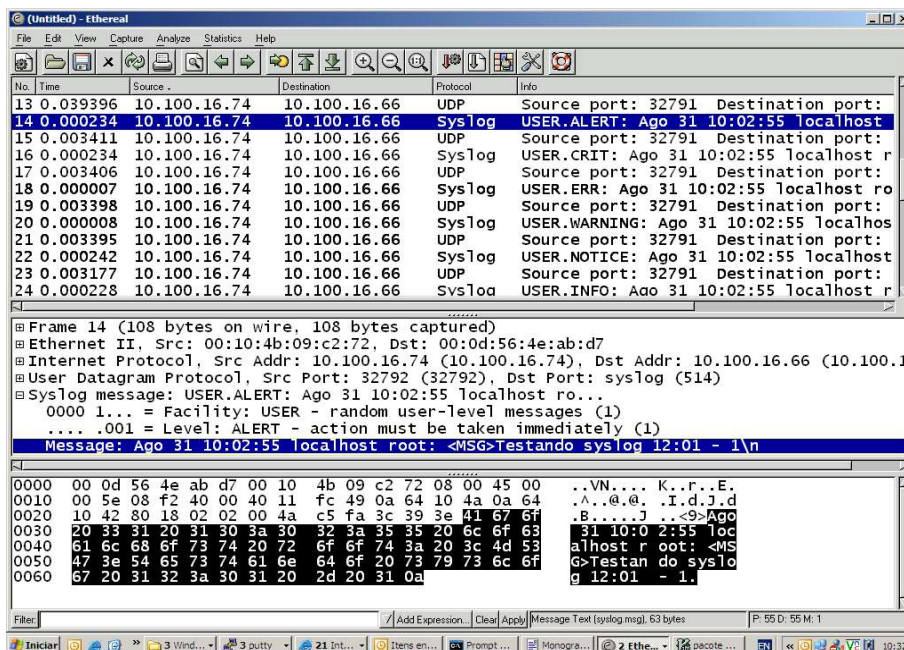 (Untitled) - Ethereal
File Edit View Capture Analyze Statistics Help
No. Time Source . Destination Protocol Info
13 0.039396 10.100.16.74 10.100.16.66 UDP Source port: 32791 Destination port:
14 0.000234 10.100.16.74 10.100.16.66 Syslog USER.ALERT: Ago 31 10:02:55 localhost
15 0.003411 10.100.16.74 10.100.16.66 UDP Source port: 32791 Destination port:
16 0.000234 10.100.16.74 10.100.16.66 Syslog USER.CRIT: Ago 31 10:02:55 localhost r
17 0.003406 10.100.16.74 10.100.16.66 UDP Source port: 32791 Destination port:
18 0.000007 10.100.16.74 10.100.16.66 Syslog USER.ERR: Ago 31 10:02:55 localhost ro
19 0.003398 10.100.16.74 10.100.16.66 UDP Source port: 32791 Destination port:
20 0.000008 10.100.16.74 10.100.16.66 Syslog USER.WARNING: Ago 31 10:02:55 localhos
21 0.003395 10.100.16.74 10.100.16.66 UDP Source port: 32791 Destination port:
22 0.000242 10.100.16.74 10.100.16.66 Syslog USER.NOTICE: Ago 31 10:02:55 localhost
23 0.003177 10.100.16.74 10.100.16.66 UDP Source port: 32791 Destination port:
24 0.000228 10.100.16.74 10.100.16.66 Syslog USER.INFO: Ago 31 10:02:55 localhost r
Frame 14 (108 bytes on wire, 108 bytes captured)
Ethernet II, Src: 00:10:4b:09:c2:72, Dst: 00:0d:56:4e:ab:d7
Internet Protocol, Src Addr: 10.100.16.74 (10.100.16.74), Dst Addr: 10.100.16.66 (10.100.1
User Datagram Protocol, Src Port: 32792 (32792), Dst Port: syslog (514)
Syslog message: USER.ALERT: Ago 31 10:02:55 localhost ro...
0000 1... = Facility: USER - random user-level messages (1)
.... .001 = Level: ALERT - action must be taken immediately (1)
Message: Ago 31 10:02:55 localhost root: <MSG>Testando syslog 12:01 - 1\n
0000 00 0d 56 4e ab d7 00 10 4b 09 c2 72 08 00 45 00 ..VN.... K..r..E.
0010 00 5e 08 f2 40 00 40 11 fc 49 0a 64 10 4a 0a 64 .^..@.@. .I.d.J.d
0020 10 42 80 18 02 02 00 4a c5 fa 3c 39 3e 41 67 6f .B.....J ..<9>Ago
0030 20 33 31 20 31 30 3a 30 32 3a 35 35 20 6c 6f 63 31 10:0 2:55 loc
0040 61 6c 68 6f 73 74 20 72 6f 6f 74 3a 20 3c 4d 53 alhost r oot: <MS
0050 47 3e 54 65 73 74 61 6e 64 6f 20 73 79 73 6c 6f G>Testan do syslo
0060 67 20 31 32 3a 30 31 20 2d 20 31 0a g 12:01 - 1.
Filter: / Add Expression... Clear Apply Message Text (syslog.msg), 63 bytes P: 55 D: 55 M: 1
Iniciar » 3 Wind... 3 putty 21 Int... Itens en... Prompt ... Monogra... 2 Ethe... pacote ... EN « 10:32